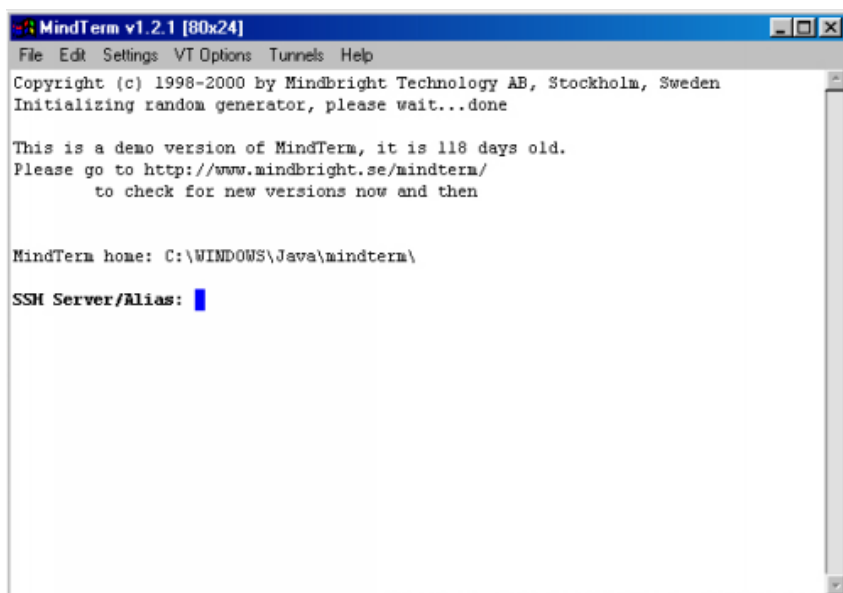 MindTerm v1.2.1 [80x24]
File Edit Settings VT Options Tunnels Help
Copyright (c) 1998-2000 by Mindbright Technology AB, Stockholm, Sweden
Initializing random generator, please wait...done
This is a demo version of MindTerm, it is 118 days old.
Please go to http://www.mindbright.se/mindterm/
to check for new versions now and then
MindTerm home: C:\WINDOWS\Java\mindterm\
SSH Server/Alias: